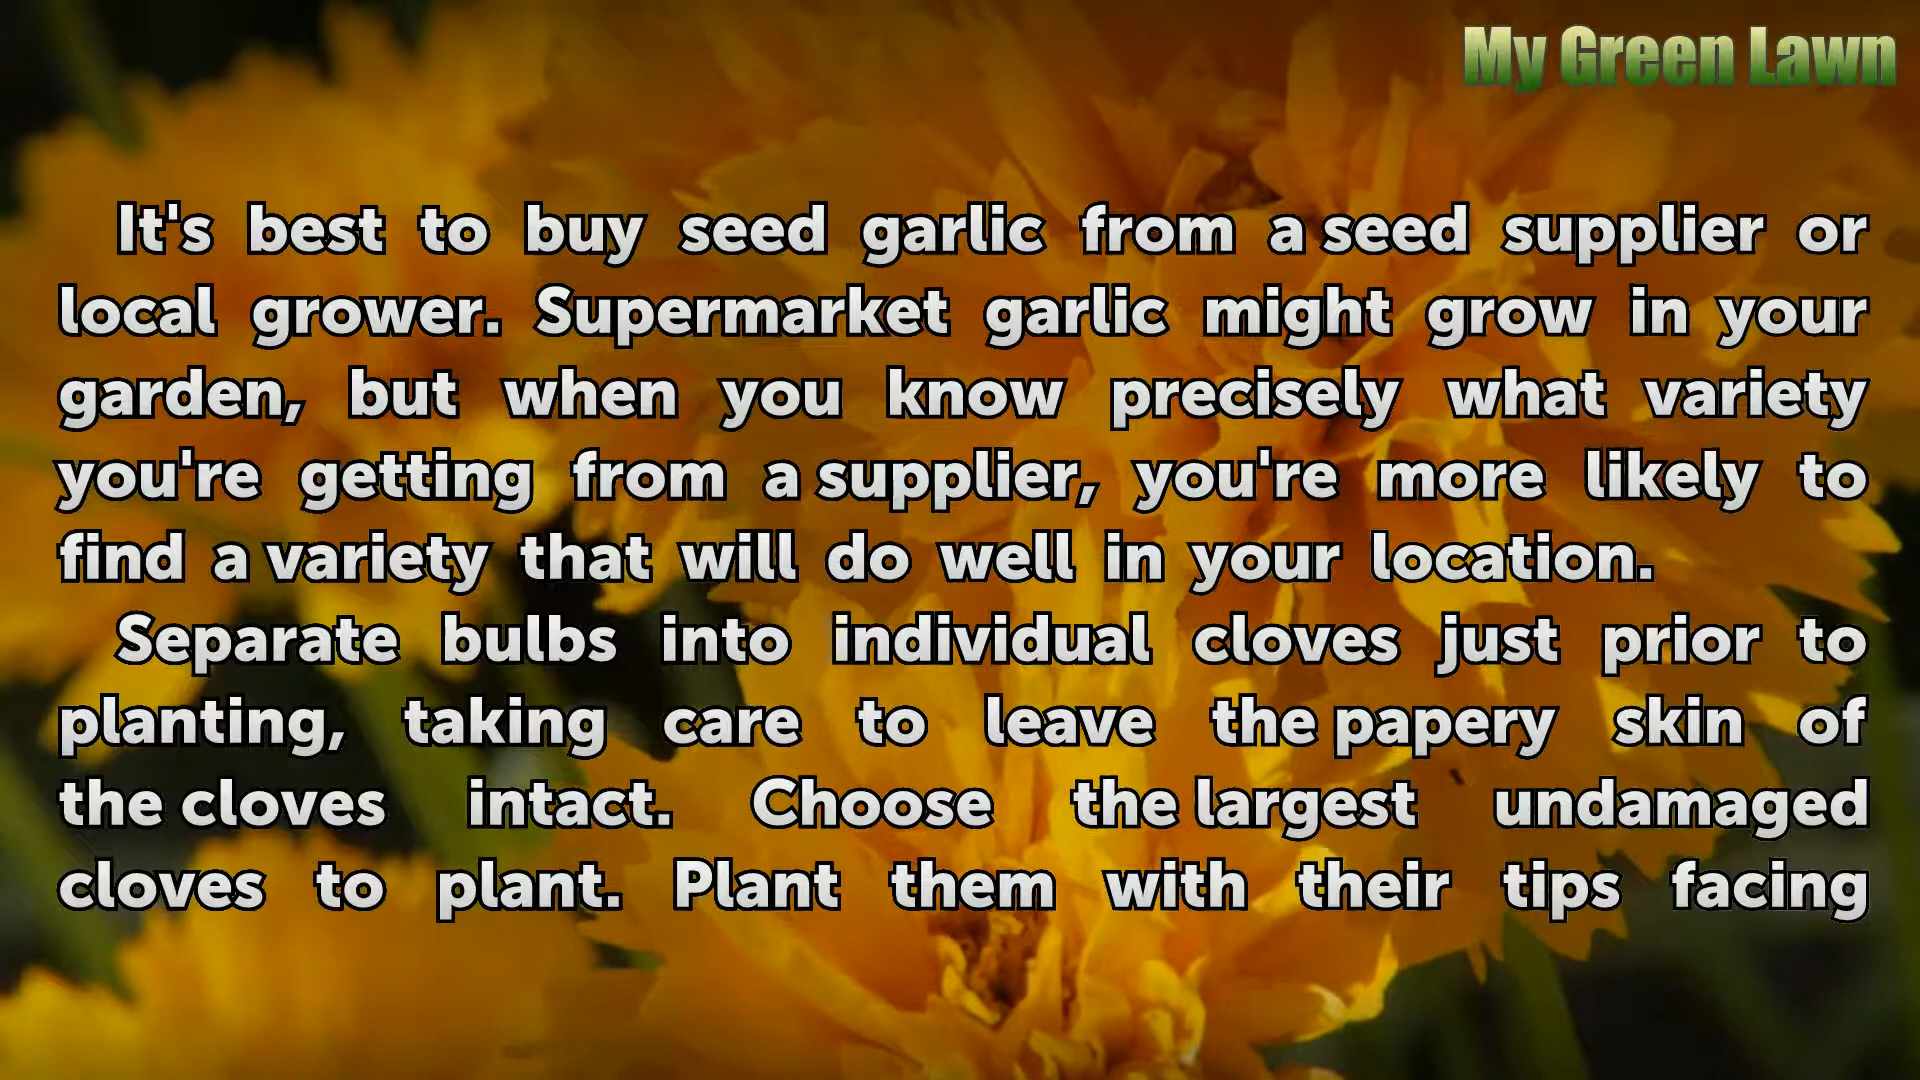 My Green Lawn
It's best to buy seed garlic from a seed supplier or
local grower. Supermarket garlic might grow in your
garden, but when you know precisely what variety
you're getting from a supplier, you're more likely to
find a variety that will do well in your location.
Separate bulbs into individual cloves just prior to
planting, taking care to leave the papery skin of
the cloves intact. Choose the largest undamaged
cloves to plant. Plant them with their tips facing